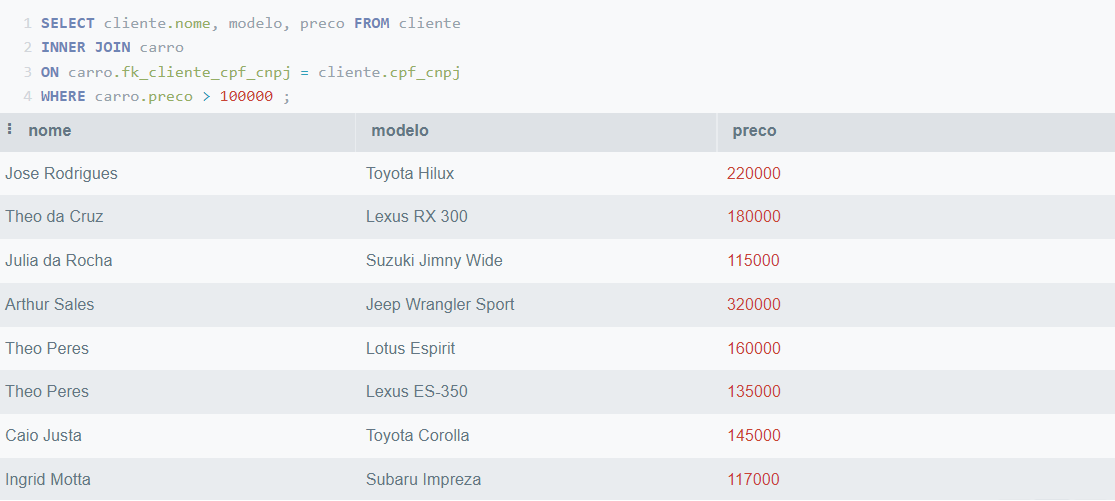 1 SELECT cliente.nome, modelo, preco FROM cliente
2 INNER JOIN carro
3 ON carro.fk_cliente_cpf_cnpj = cliente.cpf_cnpj
4 WHERE carro.preco > 100000 ;
nome modelo preco
Jose Rodrigues Toyota Hilux 220000
Theo da Cruz Lexus RX 300 180000
Julia da Rocha Suzuki Jimny Wide 115000
Arthur Sales Jeep Wrangler Sport 320000
Theo Peres Lotus Espirit 160000
Theo Peres Lexus ES-350 135000
Caio Justa Toyota Corolla 145000
Ingrid Motta Subaru Impreza 117000